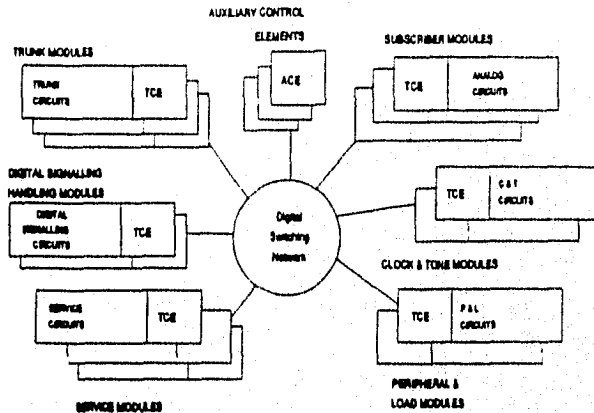 AUXILIARY CONTROL
ELEMENTS
TRUNK MODULES
SUBSCRIBER MODULES
TRUNK
CIRCUITS
TCE
ACE
TCE
ANALOG
CIRCUITS
DIGITAL SIGNALLING
HANDLING MODULES
DIGITAL
SIGNALLING
CIRCUITS
TCE
Digital
Switching
Network
TCE
C & T
CIRCUITS
CLOCK & TONE MODULES
SERVICE
CIRCUITS
TCE
TCE
P & L
CIRCUITS
SERVICE MODULES
PERIPHERAL &
LOAD MODULES